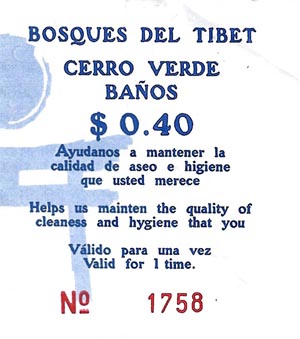 BOSQUES DEL TIBET
CERRO VERDE
BAÑOS
$ 0.40
Ayudanos a mantener la
calidad de aseo e higiene
que usted merece
Helps us mainten the quality of
cleaness and hygiene that you
Válido para una vez
Valid for 1 time.
Nº 1758